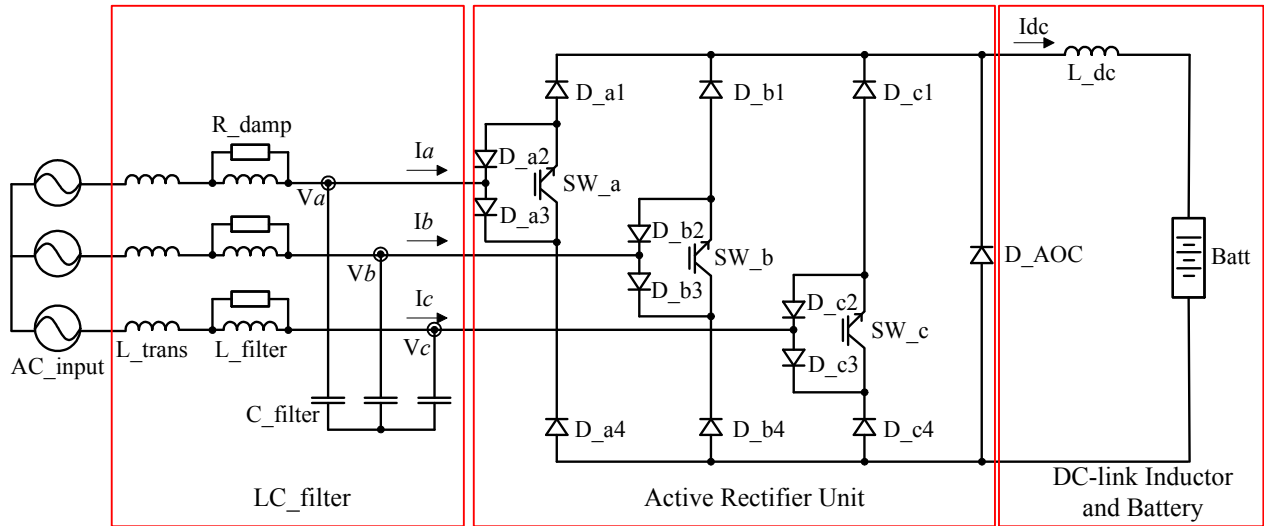 Idc
L_dc
D_a1
D_b1
D_c1
R_damp
Ia
D_a2
SW_a
Va
D_a3
Ib
D_b2
SW_b
D_AOC
Batt
Vb
D_b3
Ic
D_c2
SW_c
Vc
AC_input
L_trans
L_filter
D_c3
C_filter
D_a4
D_b4
D_c4
LC_filter
Active Rectifier Unit
DC-link Inductor
and Battery